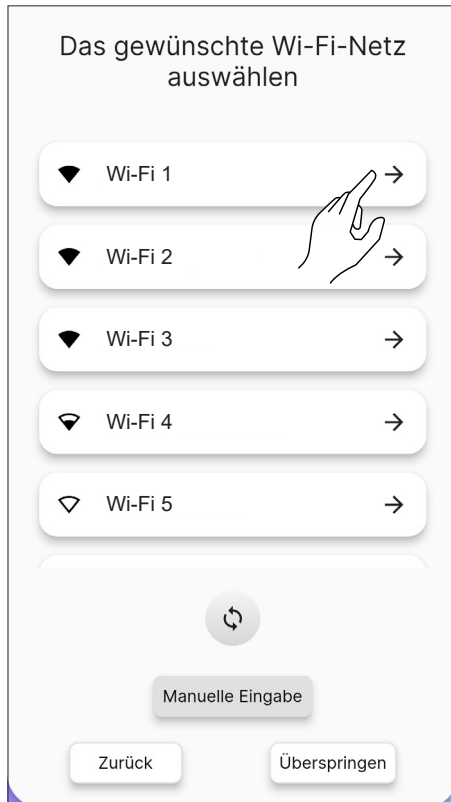 Das gewünschte Wi-Fi-Netz
auswählen
Wi-Fi 1
Wi-Fi 2
Wi-Fi 3
Wi-Fi 4
Wi-Fi 5
Manuelle Eingabe
Zurück
Überspringen